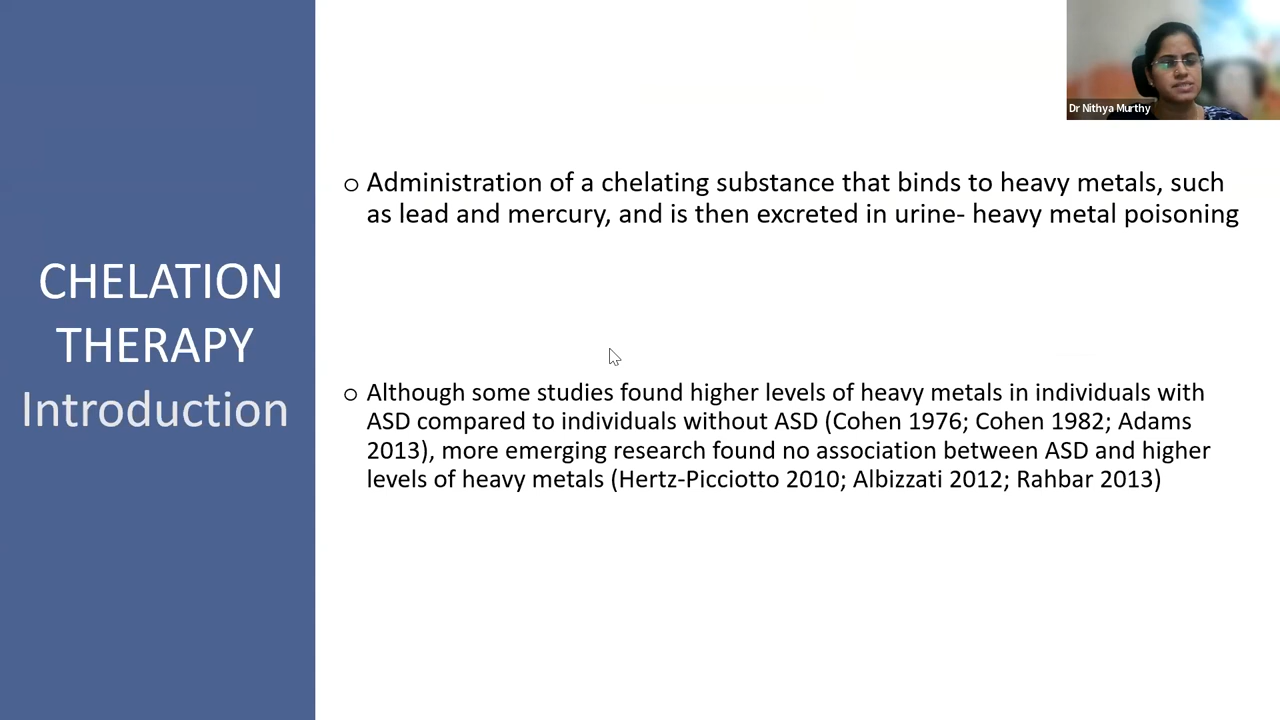 CHELATION
THERAPY
Introduction
Dr Nithya Murthy
o Administration of a chelating substance that binds to heavy metals, such
as lead and mercury, and is then excreted in urine- heavy metal poisoning
o Although some studies found higher levels of heavy metals in individuals with
ASD compared to individuals without ASD (Cohen 1976; Cohen 1982; Adams
2013), more emerging research found no association between ASD and higher
levels of heavy metals (Hertz-Picciotto 2010; Albizzati 2012; Rahbar 2013)